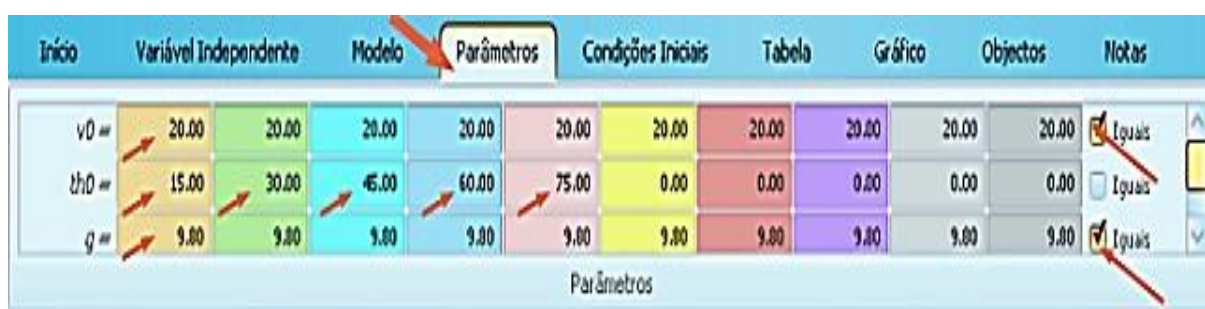 Início Variável Independente Modelo Parâmetros Condições Iniciais Tabela Gráfico Objectos Notas
v0 = 20.00 20.00 20.00 20.00 20.00 20.00 20.00 20.00 20.00 20.00 Iguais
th0 = 15.00 30.00 45.00 60.00 75.00 0.00 0.00 0.00 0.00 0.00 Iguais
g = 9.80 9.80 9.80 9.80 9.80 9.80 9.80 9.80 9.80 9.80 Iguais
Parâmetros